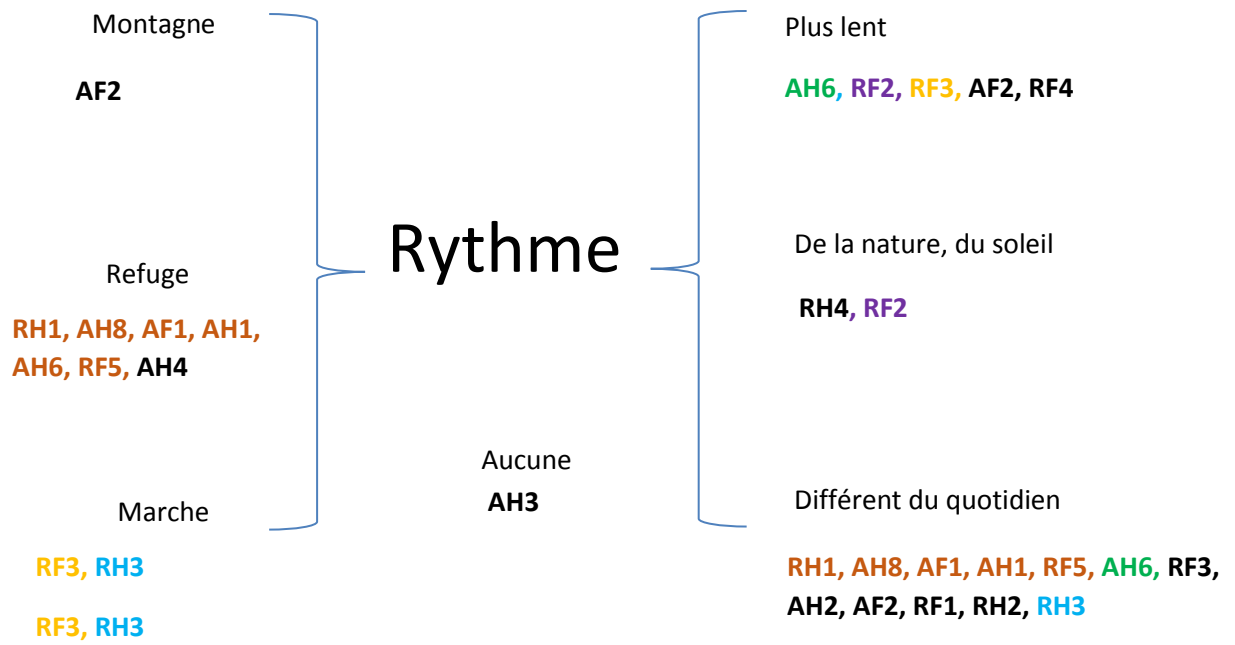 Montagne
AF2
Refuge
RH1, AH8, AF1, AH1,
AH6, RF5, AH4
Marche
RF3, RH3
RF3, RH3
Rythme
Aucune
AH3
Plus lent
AH6, RF2, RF3, AF2, RF4
De la nature, du soleil
RH4, RF2
Différent du quotidien
RH1, AH8, AF1, AH1, RF5, AH6, RF3,
AH2, AF2, RF1, RH2, RH3